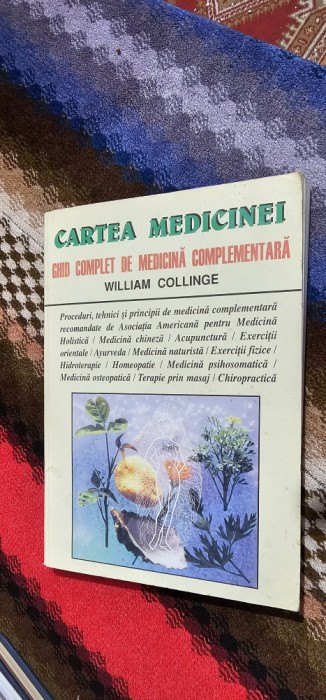 CARTEA MEDICINEI
GHID COMPLET DE MEDICINĂ COMPLEMENTARĂ
WILLIAM COLLINGE
Proceduri, tehnici și principii de medicină complementară
recomandate de Asociația Americană pentru Medicină
Holistică / Medicină chineză / Acupunctură / Exerciții
orientale / Ayurveda / Medicină naturistă / Exerciții fizice /
Hidroterapie / Homeopatie / Medicină psihosomatică /
Medicină osteopatică / Terapie prin masaj / Chiropractică